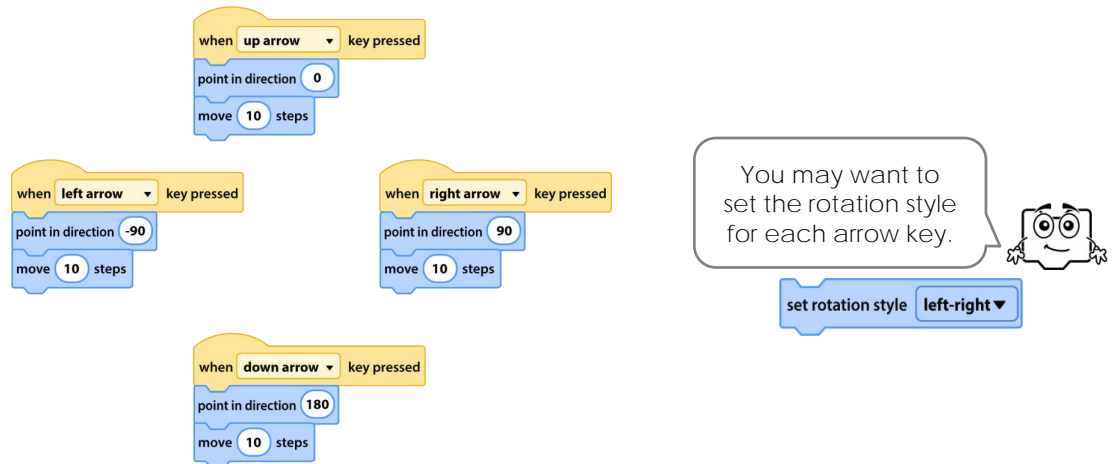 when up arrow ▼ key pressed
point in direction 0
move 10 steps
when left arrow ▼ key pressed
point in direction -90
move 10 steps
when right arrow ▼ key pressed
point in direction 90
move 10 steps
when down arrow ▼ key pressed
point in direction 180
move 10 steps
You may want to
set the rotation style
for each arrow key.
set rotation style left-right ▼